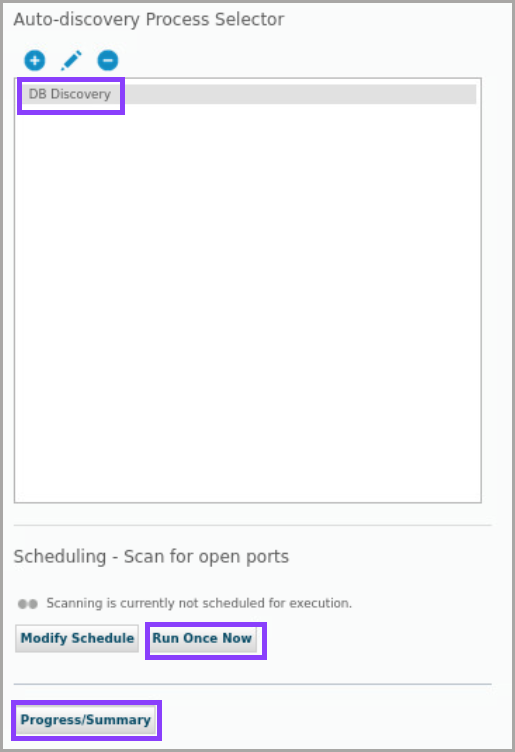 Auto-discovery Process Selector
DB Discovery
Scheduling - Scan for open ports
Scanning is currently not scheduled for execution.
Modify Schedule Run Once Now
Progress/Summary